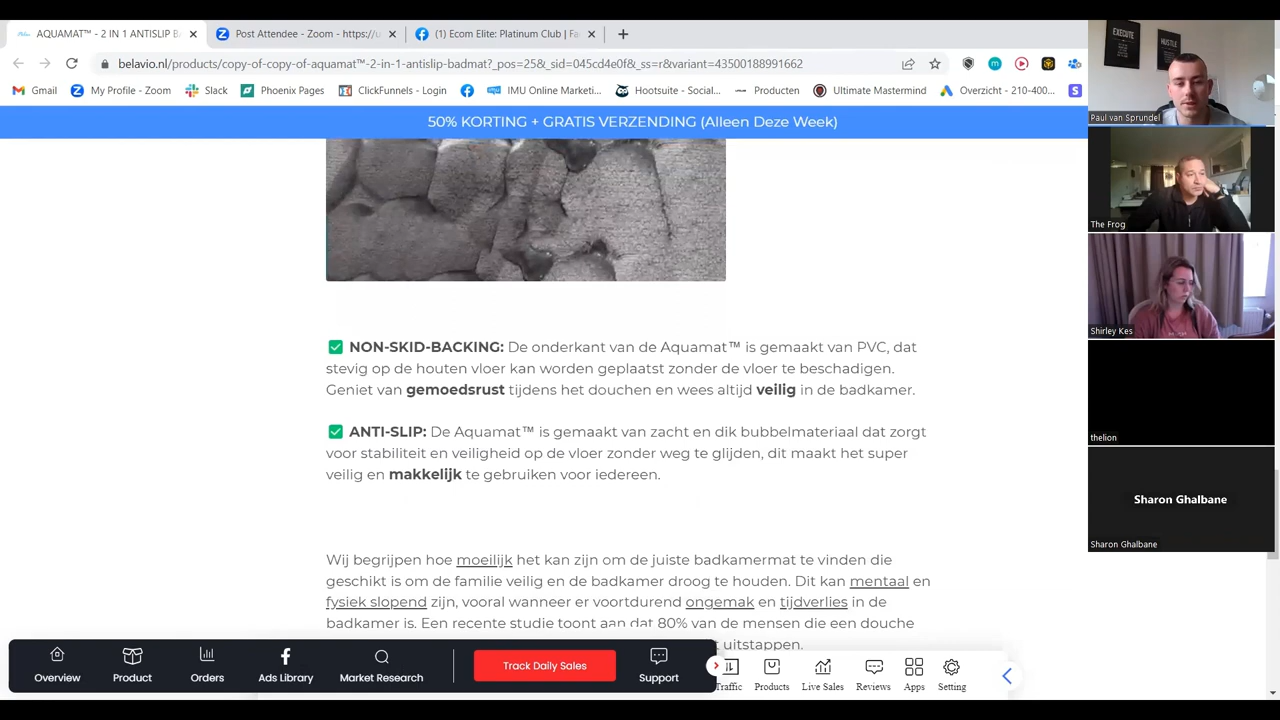 AQUAMAT™ - 2 IN 1 ANTISLIP BA
Post Attendee - Zoom - https://u
(1) Ecom Elite: Platinum Club | Fa
belavio.nl/products/copy-of-copy-of-aquamat™-2-in-1-anti-slip-badmat?_pos=25&_sid=045cd4e0f&_ss=r&variant=43500188991662
Gmail
My Profile - Zoom
Slack
Phoenix Pages
ClickFunnels - Login
IMU Online Marketi...
Hootsuite - Social...
Producten
Ultimate Mastermind
Overzicht - 210-400...
50% KORTING + GRATIS VERZENDING (Alleen Deze Week)
NON-SKID-BACKING: De onderkant van de Aquamat™ is gemaakt van PVC, dat
stevig op de houten vloer kan worden geplaatst zonder de vloer te beschadigen.
Geniet van gemoedsrust tijdens het douchen en wees altijd veilig in de badkamer.
ANTI-SLIP: De Aquamat™ is gemaakt van zacht en dik bubbelmateriaal dat zorgt
voor stabiliteit en veiligheid op de vloer zonder weg te glijden, dit maakt het super
veilig en makkelijk te gebruiken voor iedereen.
Wij begrijpen hoe moeilijk het kan zijn om de juiste badkamermat te vinden die
geschikt is om de familie veilig en de badkamer droog te houden. Dit kan mentaal en
fysiek slopend zijn, vooral wanneer er voortdurend ongemak en tijdverlies in de
badkamer is. Een recente studie toont aan dat 80% van de mensen die een douche
uitstappen.
Overview
Product
Orders
Ads Library
Market Research
Track Daily Sales
Support
Traffic
Products
Live Sales
Reviews
Apps
Setting
EXECUTE
HUSTLE
Paul van Sprundel
The Frog
Shirley Kes
thelion
Sharon Ghalbane
Sharon Ghalbane